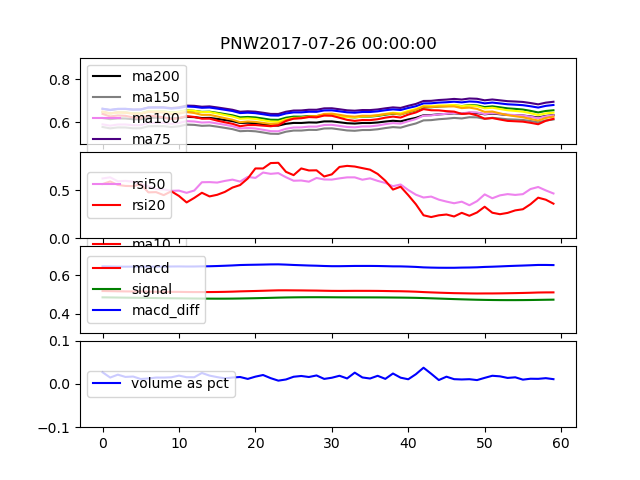 PNW2017-07-26 00:00:00
0.8
0.6
ma200
ma150
ma100
ma75
0.5
0.0
rsi50
rsi20
ma10
0.6
0.4
macd
signal
macd_diff
0.1
0.0
−0.1
volume as pct
0 10 20 30 40 50 60